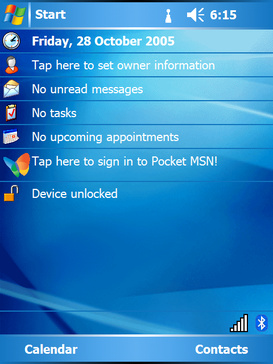 Start 6:15
Friday, 28 October 2005
Tap here to set owner information
No unread messages
No tasks
No upcoming appointments
Tap here to sign in to Pocket MSN!
Device unlocked
Calendar Contacts